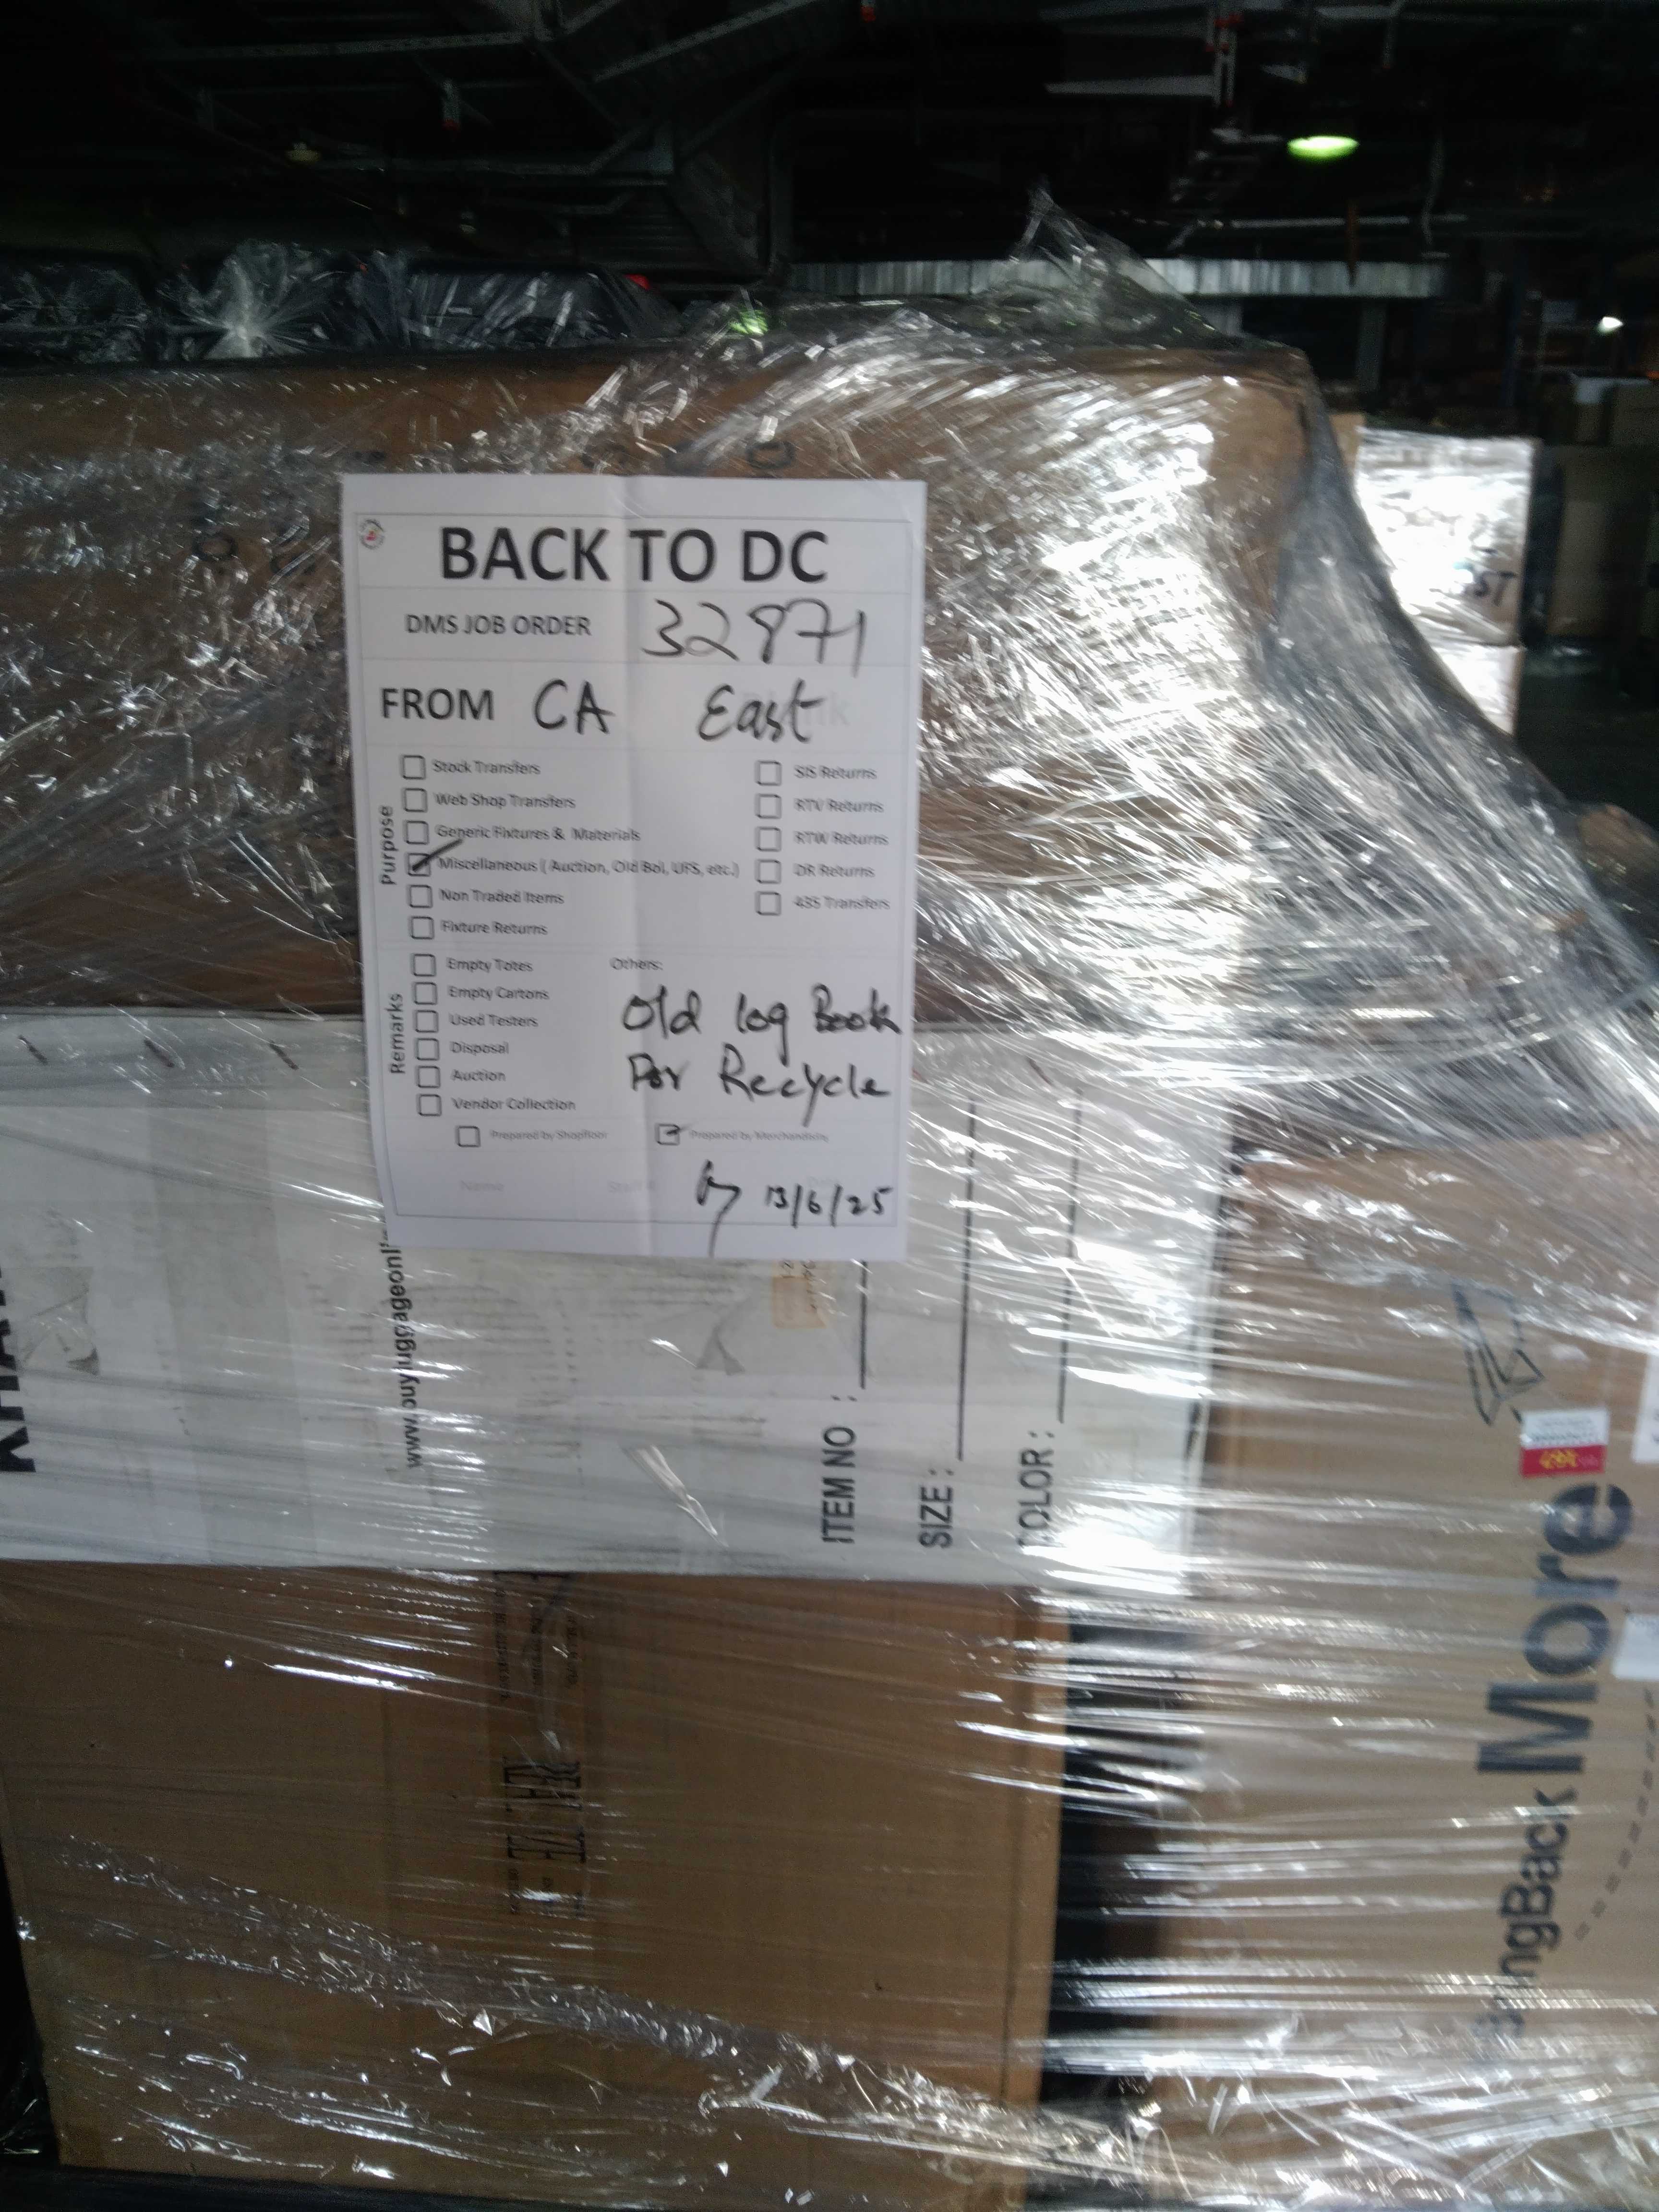 BACK TO DC
DMS JOB ORDER 32971
FROM CA East
Purpose
Stock Transfers
Web Shop Transfers
Generic Fixtures & Materials
Miscellaneous ( Auction, Old Bol, UFS, etc.)
Non Traded Items
Fixture Returns
SIS Returns
RTV Returns
RTW Returns
DR Returns
435 Transfers
Remarks
Empty Totes
Empty Cartons
Used Testers
Disposal
Auction
Vendor Collection
Others:
Old log Book
For Recycle
Prepared by Shopfloor
Prepared by Merchandising
Name
13/6/25
ITEM NO :
SIZE :
COLOR :
More